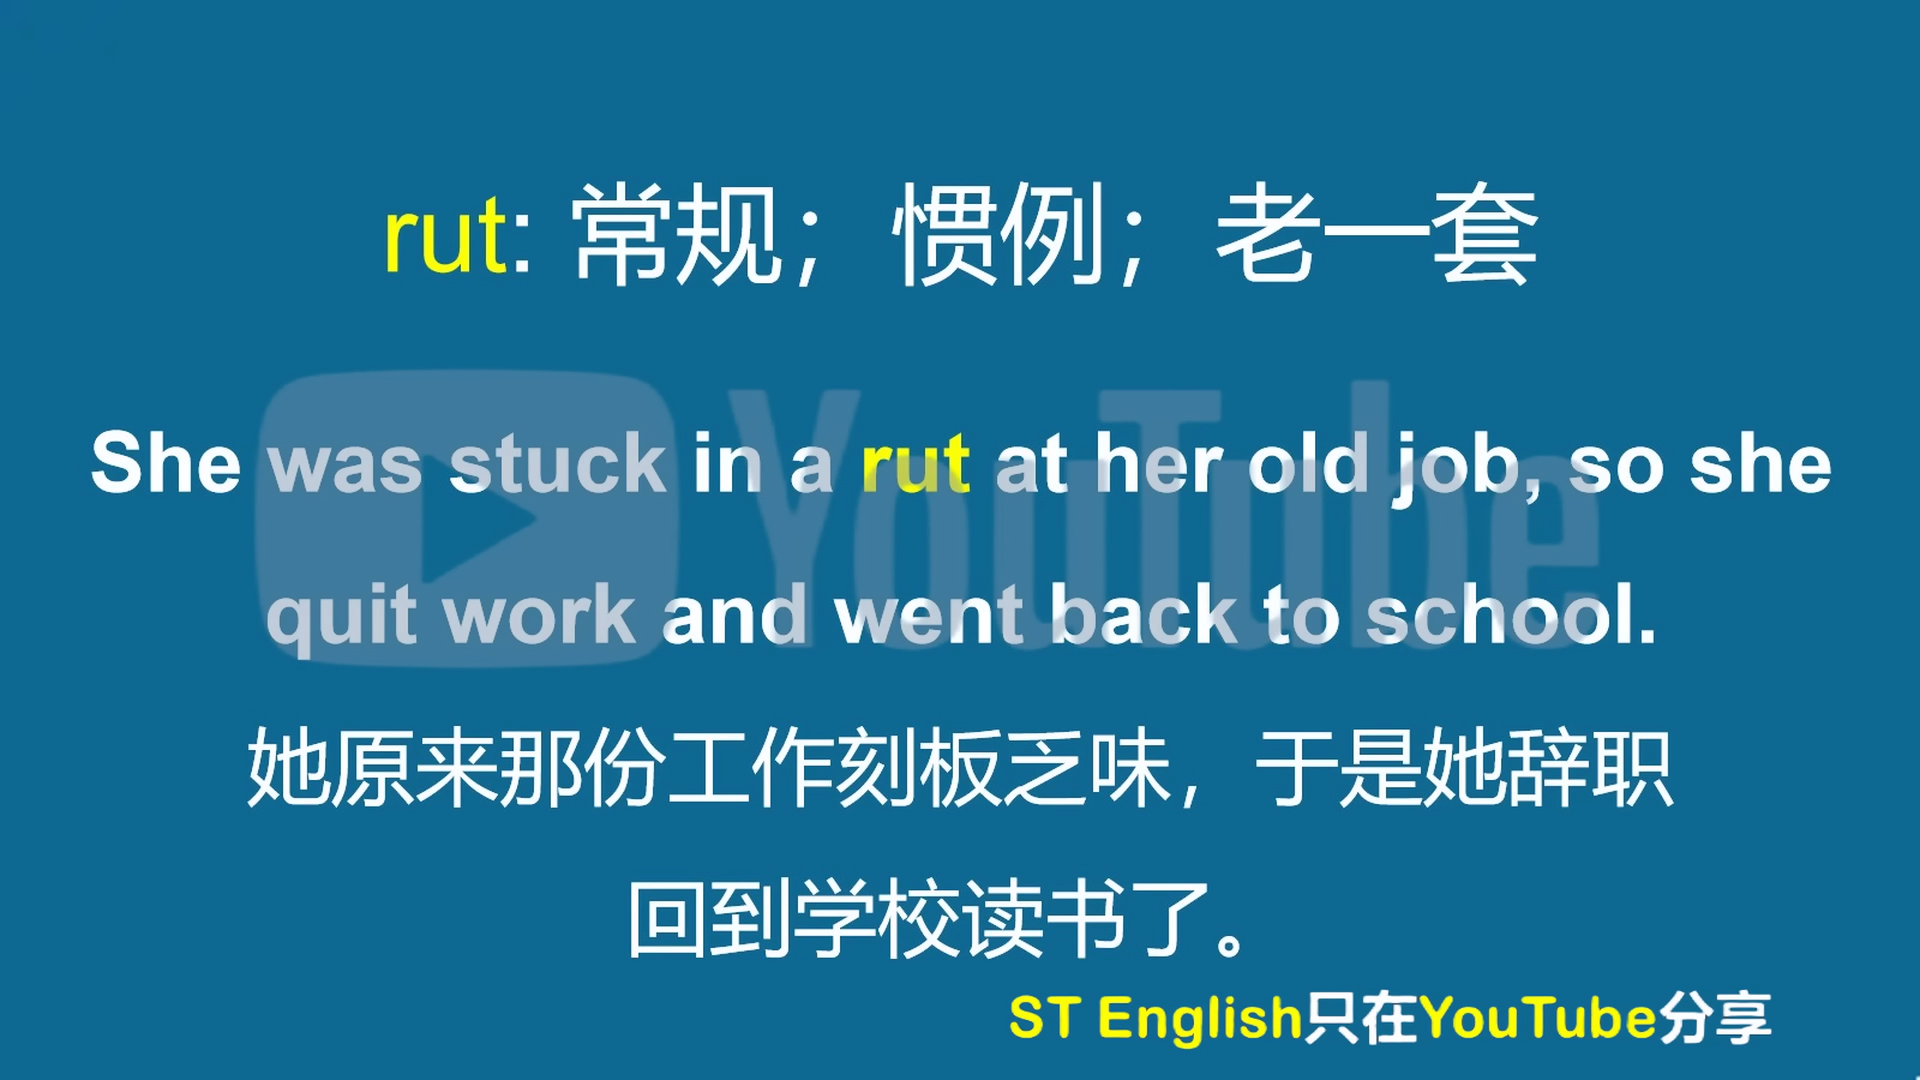 rut: 常规；惯例；老一套
YouTube
She was stuck in a rut at her old job, so she
quit work and went back to school.
她原来那份工作刻板乏味，于是她辞职
回到学校读书了。
ST English只在YouTube分享